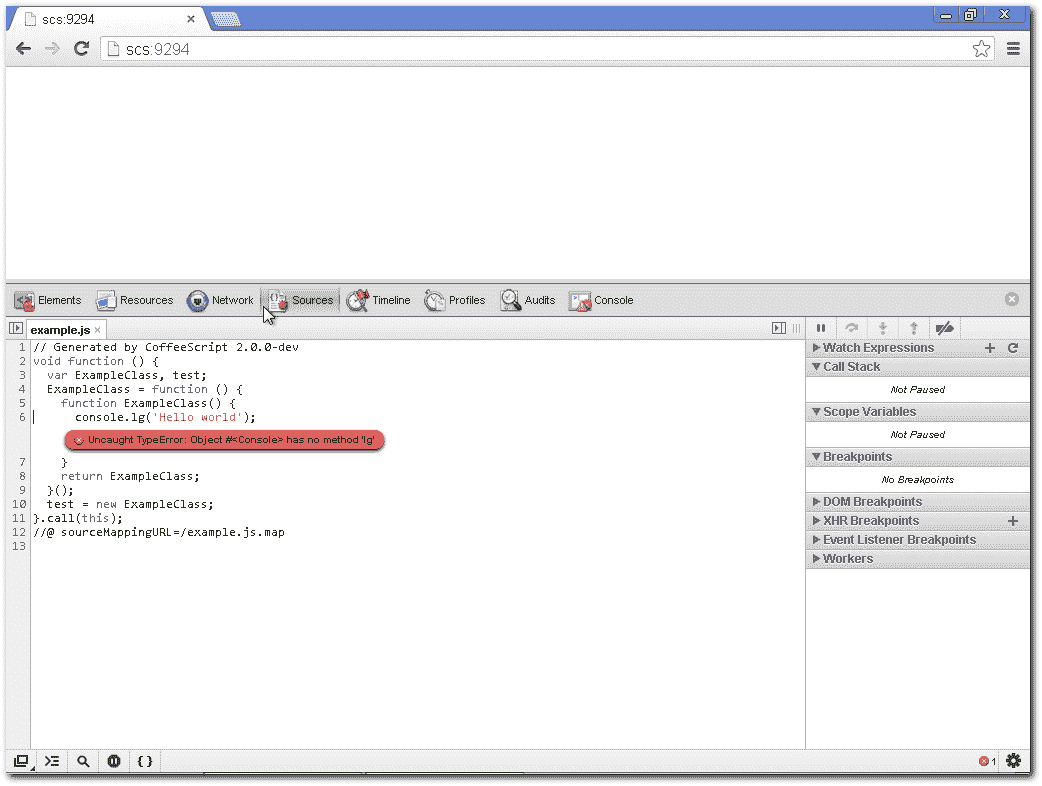 scs:9294
scs:9294
Elements Resources Network Sources Timeline Profiles Audits Console
example.js
1 // Generated by CoffeeScript 2.0.0-dev
2 void function () {
3 var ExampleClass, test;
4 ExampleClass = function () {
5 function ExampleClass() {
6 console.lg('Hello world');
Uncaught TypeError: Object #<Console> has no method 'lg'
7 }
8 return ExampleClass;
9 }();
10 test = new ExampleClass;
11 }.call(this);
12 //@ sourceMappingURL=/example.js.map
13
Watch Expressions
Call Stack
Not Paused
Scope Variables
Not Paused
Breakpoints
No Breakpoints
DOM Breakpoints
XHR Breakpoints
Event Listener Breakpoints
Workers
{ }
1